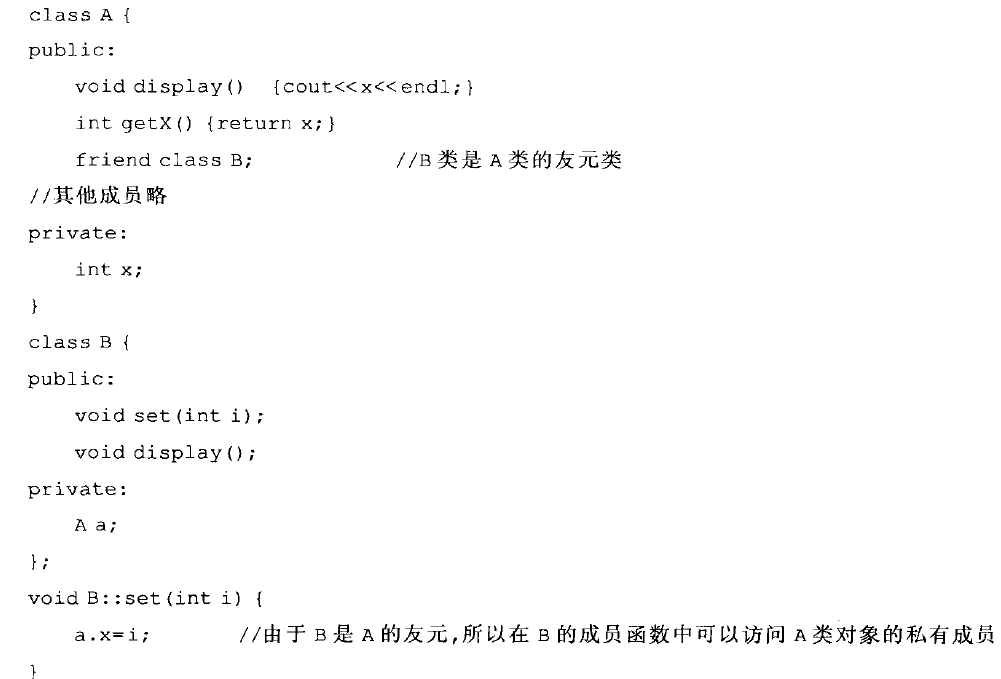 class A {
public:
    void display()  {cout<<x<<endl;}
    int getX() {return x;}
    friend class B;            //B 类是 A 类的友元类
//其他成员略
private:
    int x;
}
class B {
public:
    void set(int i);
    void display();
private:
    A a;
};
void B::set(int i) {
    a.x=i;        //由于 B 是 A 的友元,所以在 B 的成员函数中可以访问 A 类对象的私有成员
}